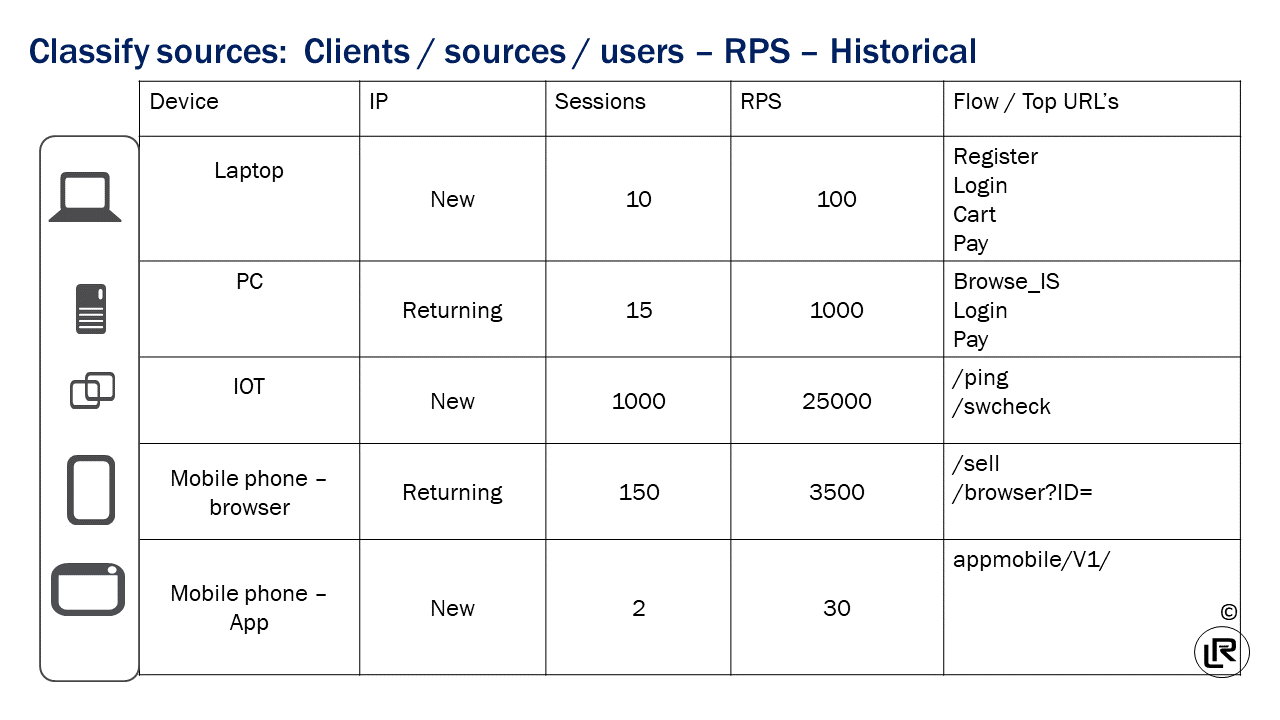 Classify sources:  Clients / sources / users – RPS – Historical
Device IP Sessions RPS Flow / Top URL’s
Laptop New 10 100 Register
Login
Cart
Pay
PC Returning 15 1000 Browse_IS
Login
Pay
IOT New 1000 25000 /ping
/swcheck
Mobile phone –
browser Returning 150 3500 /sell
/browser?ID=
Mobile phone –
App New 2 30 appmobile/V1/
©
LR